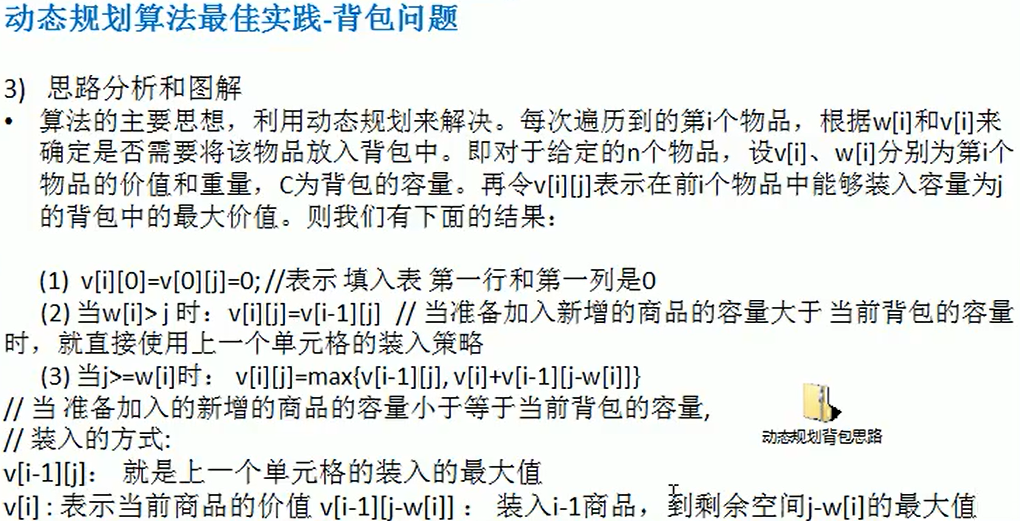 动态规划算法最佳实践-背包问题
3) 思路分析和图解
• 算法的主要思想，利用动态规划来解决。每次遍历到的第i个物品，根据w[i]和v[i]来
确定是否需要将该物品放入背包中。即对于给定的n个物品，设v[i]、w[i]分别为第i个
物品的价值和重量，C为背包的容量。再令v[i][j]表示在前i个物品中能够装入容量为j
的背包中的最大价值。则我们有下面的结果：
(1) v[i][0]=v[0][j]=0; //表示 填入表 第一行和第一列是0
(2) 当w[i]> j 时：v[i][j]=v[i-1][j] // 当准备加入新增的商品的容量大于 当前背包的容量
时，就直接使用上一个单元格的装入策略
(3) 当j>=w[i]时： v[i][j]=max{v[i-1][j], v[i]+v[i-1][j-w[i]]}
// 当 准备加入的新增的商品的容量小于等于当前背包的容量,
// 装入的方式:
动态规划背包思路
v[i-1][j]： 就是上一个单元格的装入的最大值
v[i] : 表示当前商品的价值 v[i-1][j-w[i]] ： 装入i-1商品，到剩余空间j-w[i]的最大值